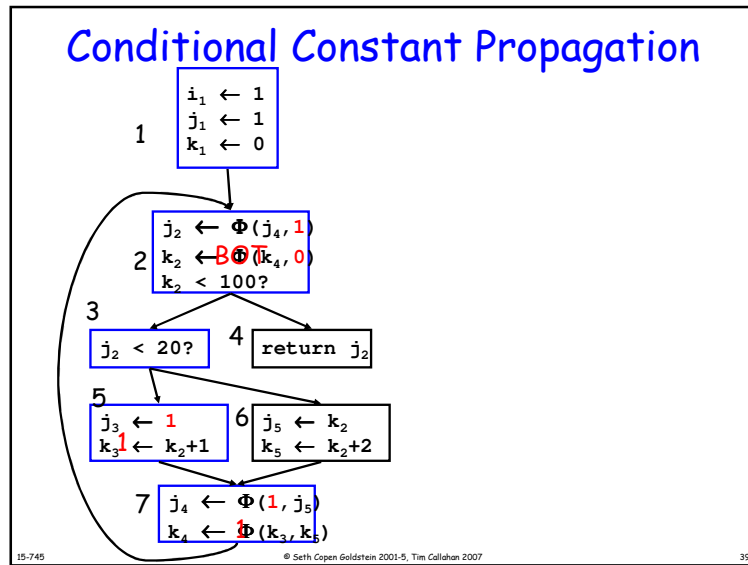 Conditional Constant Propagation
1
i₁ ← 1
j₁ ← 1
k₁ ← 0
2
j₂ ← Φ(j₄,1)
k₂ ← Φ(k₄,0)
BOT
k₂ < 100?
3
j₂ < 20?
4
return j₂
5
j₃ ← 1
k₃ ← k₂+1
1
6
j₅ ← k₂
k₅ ← k₂+2
7
j₄ ← Φ(1,j₅)
k₄ ← Φ(k₃,k₅)
1
15-745
© Seth Copen Goldstein 2001-5, Tim Callahan 2007
39